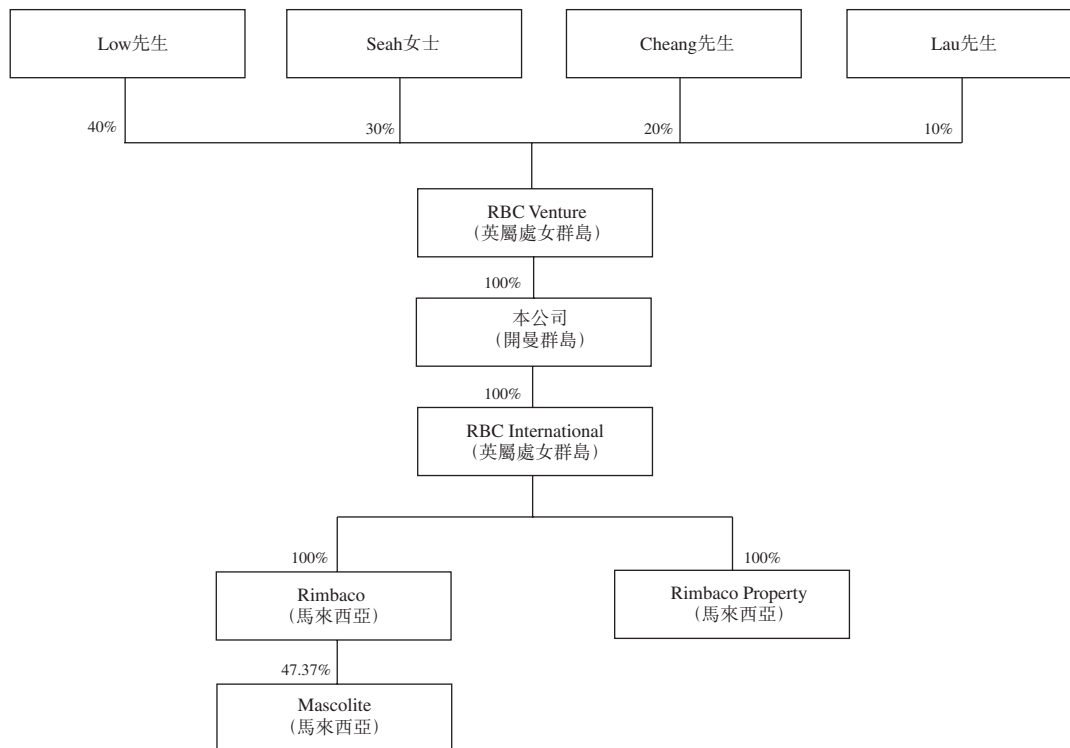 Low先生
Seah女士
Cheang先生
Lau先生
40%
30%
20%
10%
RBC Venture
（英屬處女群島）
100%
本公司
（開曼群島）
100%
RBC International
（英屬處女群島）
100%
100%
Rimbaco
（馬來西亞）
Rimbaco Property
（馬來西亞）
47.37%
Mascolite
（馬來西亞）